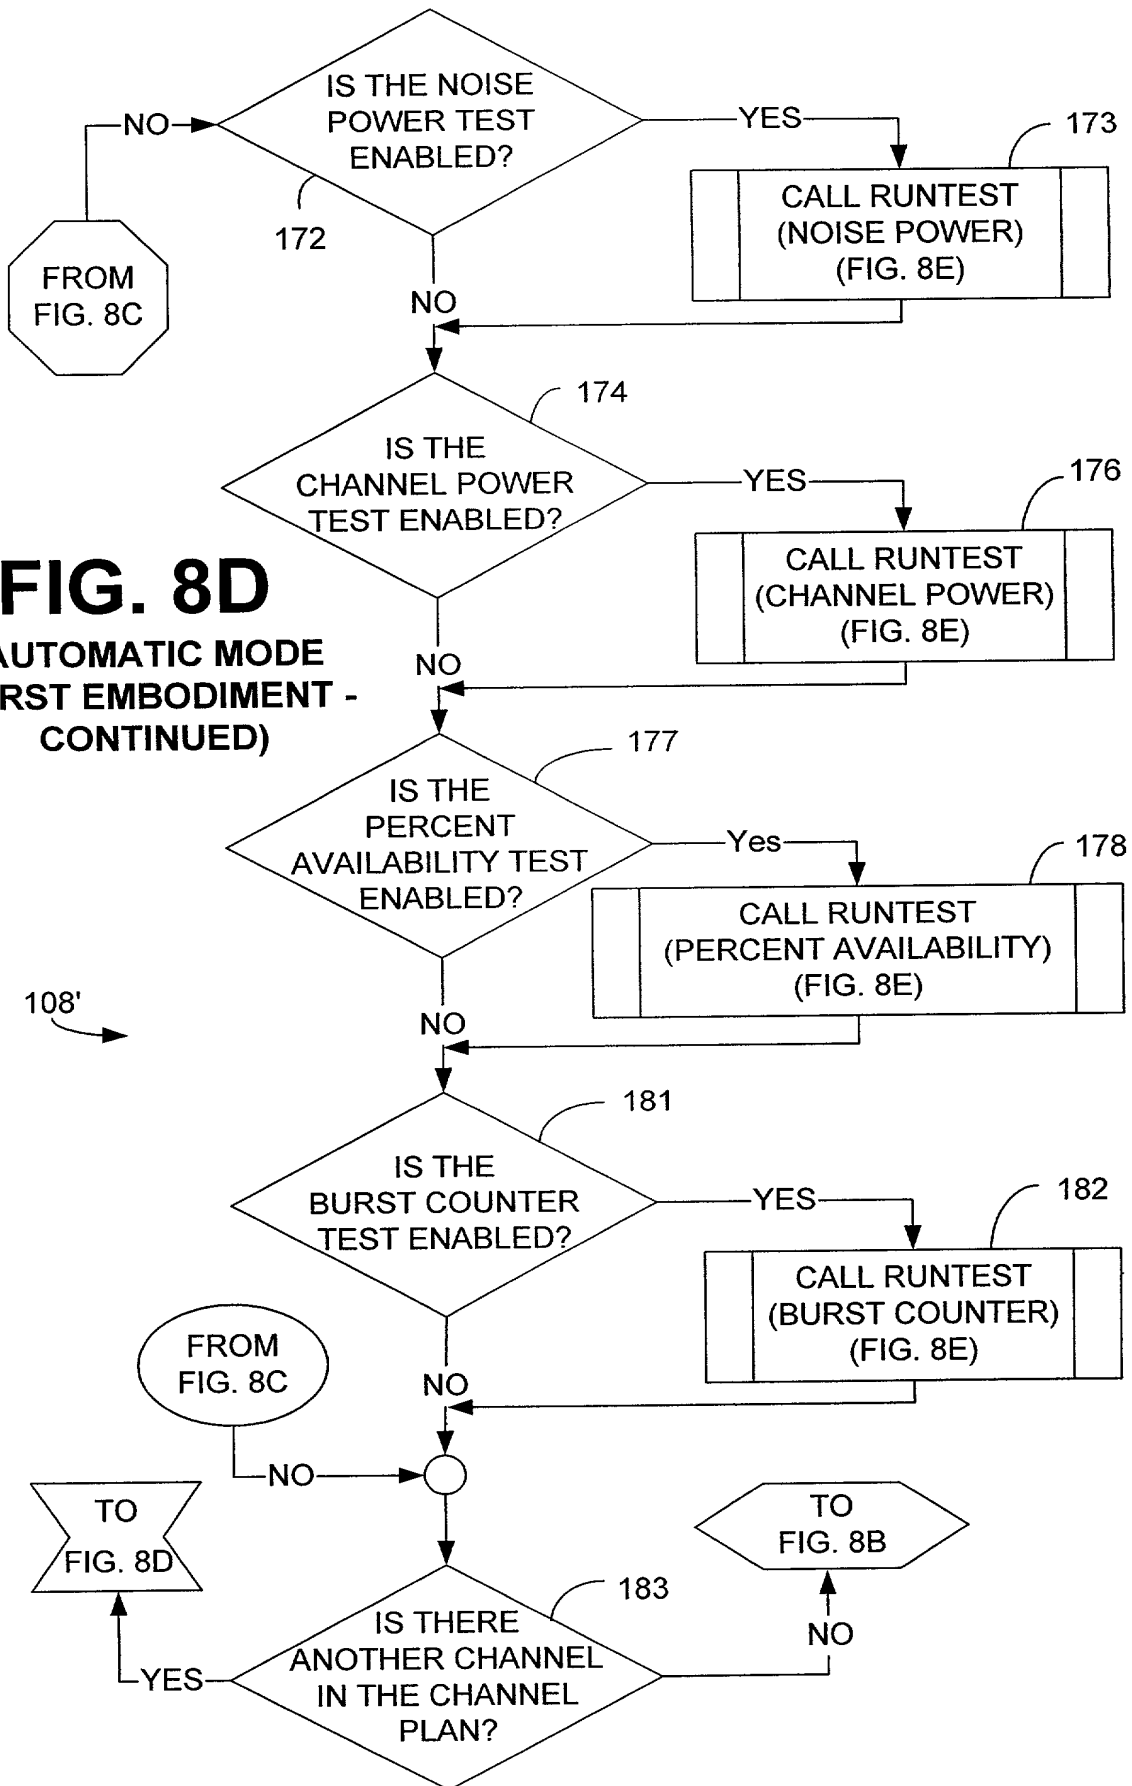 IS THE NOISE
POWER TEST
ENABLED?
NO
YES
172
173
CALL RUNTEST
(NOISE POWER)
(FIG. 8E)
FROM
FIG. 8C
NO
174
IS THE
CHANNEL POWER
TEST ENABLED?
YES
176
CALL RUNTEST
(CHANNEL POWER)
(FIG. 8E)
NO
FIG. 8D
AUTOMATIC MODE
RST EMBODIMENT -
CONTINUED)
177
IS THE
PERCENT
AVAILABILITY TEST
ENABLED?
Yes
178
CALL RUNTEST
(PERCENT AVAILABILITY)
(FIG. 8E)
NO
108'
181
IS THE
BURST COUNTER
TEST ENABLED?
YES
182
CALL RUNTEST
(BURST COUNTER)
(FIG. 8E)
NO
FROM
FIG. 8C
NO
TO
FIG. 8D
TO
FIG. 8B
183
IS THERE
ANOTHER CHANNEL
IN THE CHANNEL
PLAN?
YES
NO